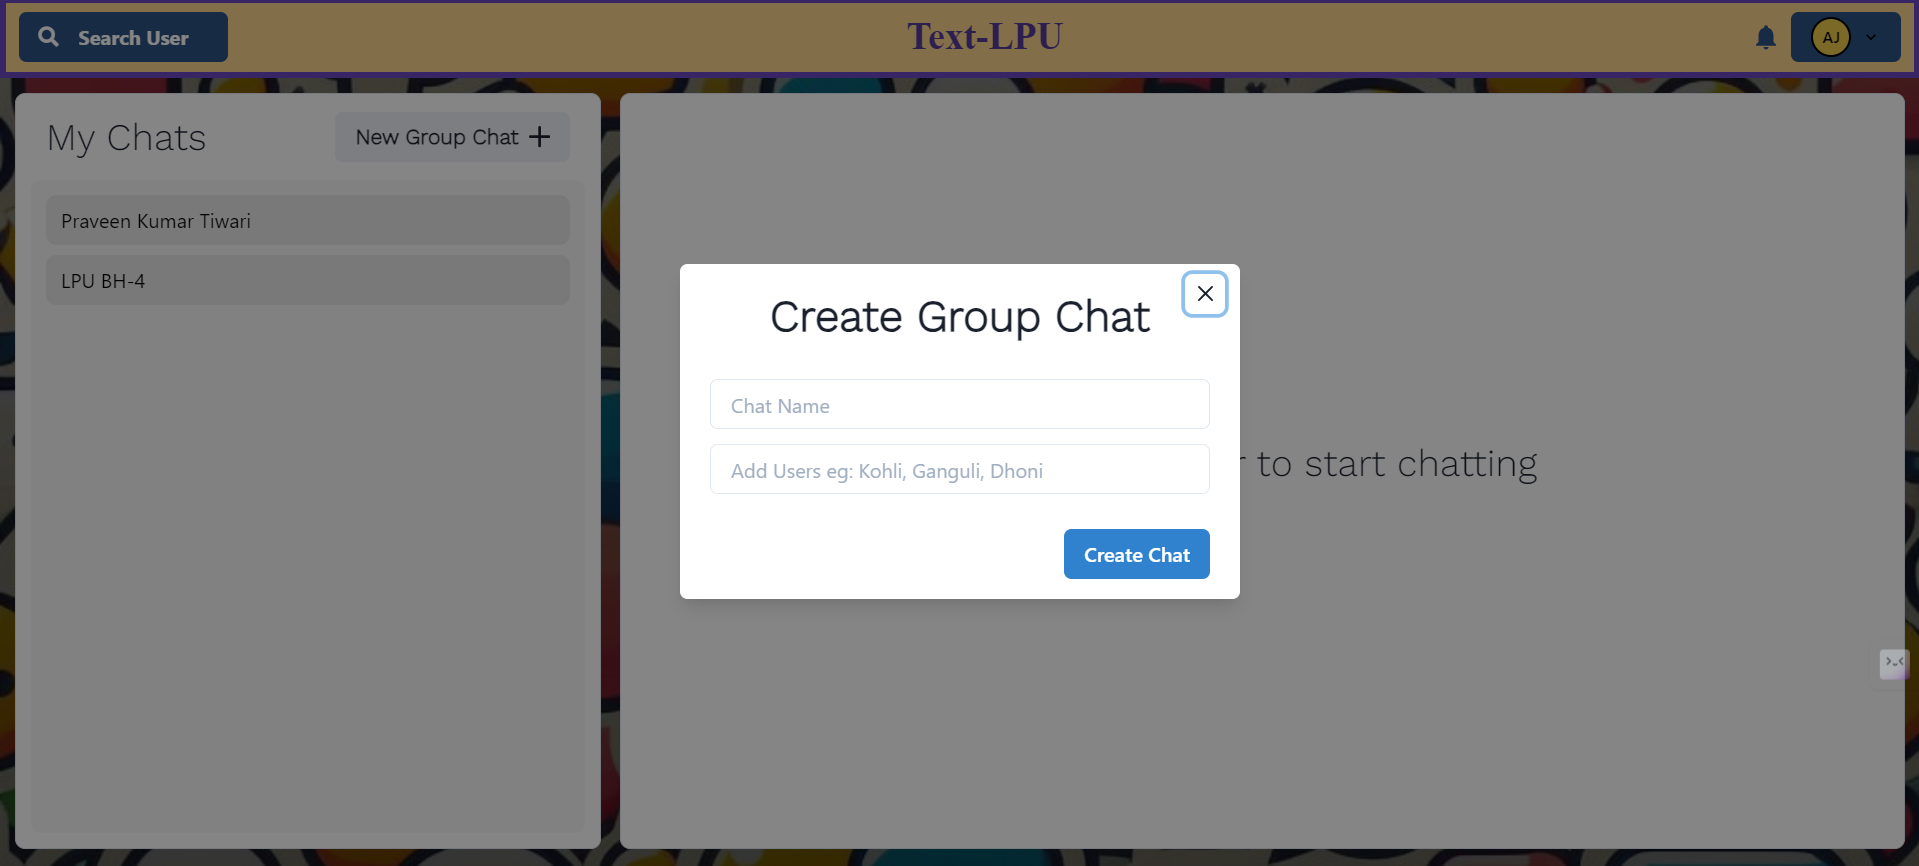 Search User
Text-LPU
AJ
My Chats
New Group Chat
Praveen Kumar Tiwari
LPU BH-4
Create Group Chat
Chat Name
Add Users eg: Kohli, Ganguli, Dhoni
to start chatting
Create Chat